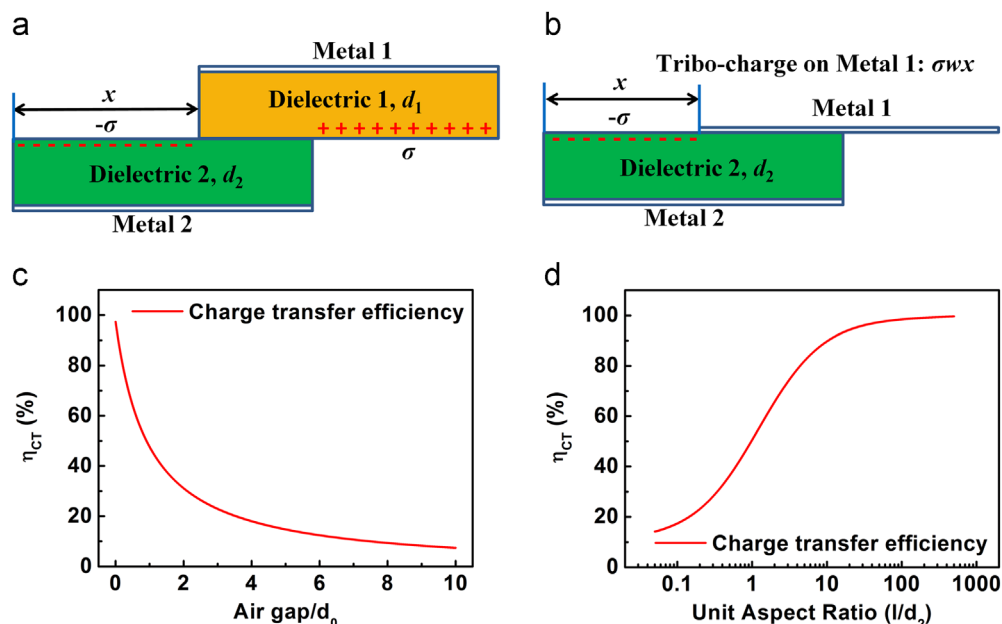 a
Metal 1
x
-σ
Dielectric 1, d₁
+ + + + + + + + + +
σ
- - - - - - - - - -
Dielectric 2, d₂
Metal 2
b
Tribo-charge on Metal 1: σwx
x
-σ
Metal 1
- - - - - - - - - -
Dielectric 2, d₂
Metal 2
c
Charge transfer efficiency
100
80
60
40
20
0
η_CT (%)
0 2 4 6 8 10
Air gap/d₀
d
100
80
60
40
20
0
η_CT (%)
Charge transfer efficiency
0.1 1 10 100 1000
Unit Aspect Ratio (l/d₂)